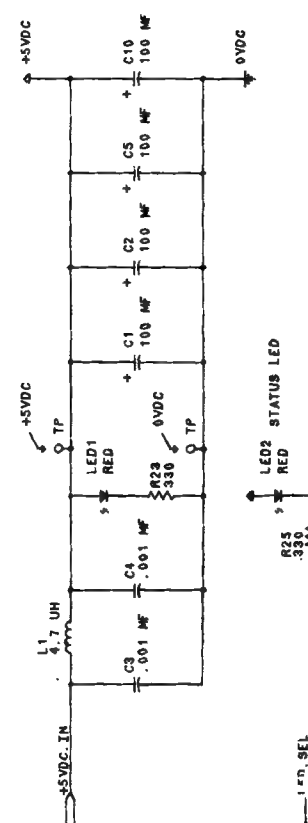 +5VDC.IN
L1
4.7 UH
C3
.001 MF
C4
.001 MF
LED1
RED
R23
330
+5VDC
TP
0VDC
TP
C1
100 MF
C2
100 MF
C5
100 MF
C10
100 MF
+
+
+
+
+5VDC
0VDC
LED2 STATUS LED
RED
R25
330
LED.SEL